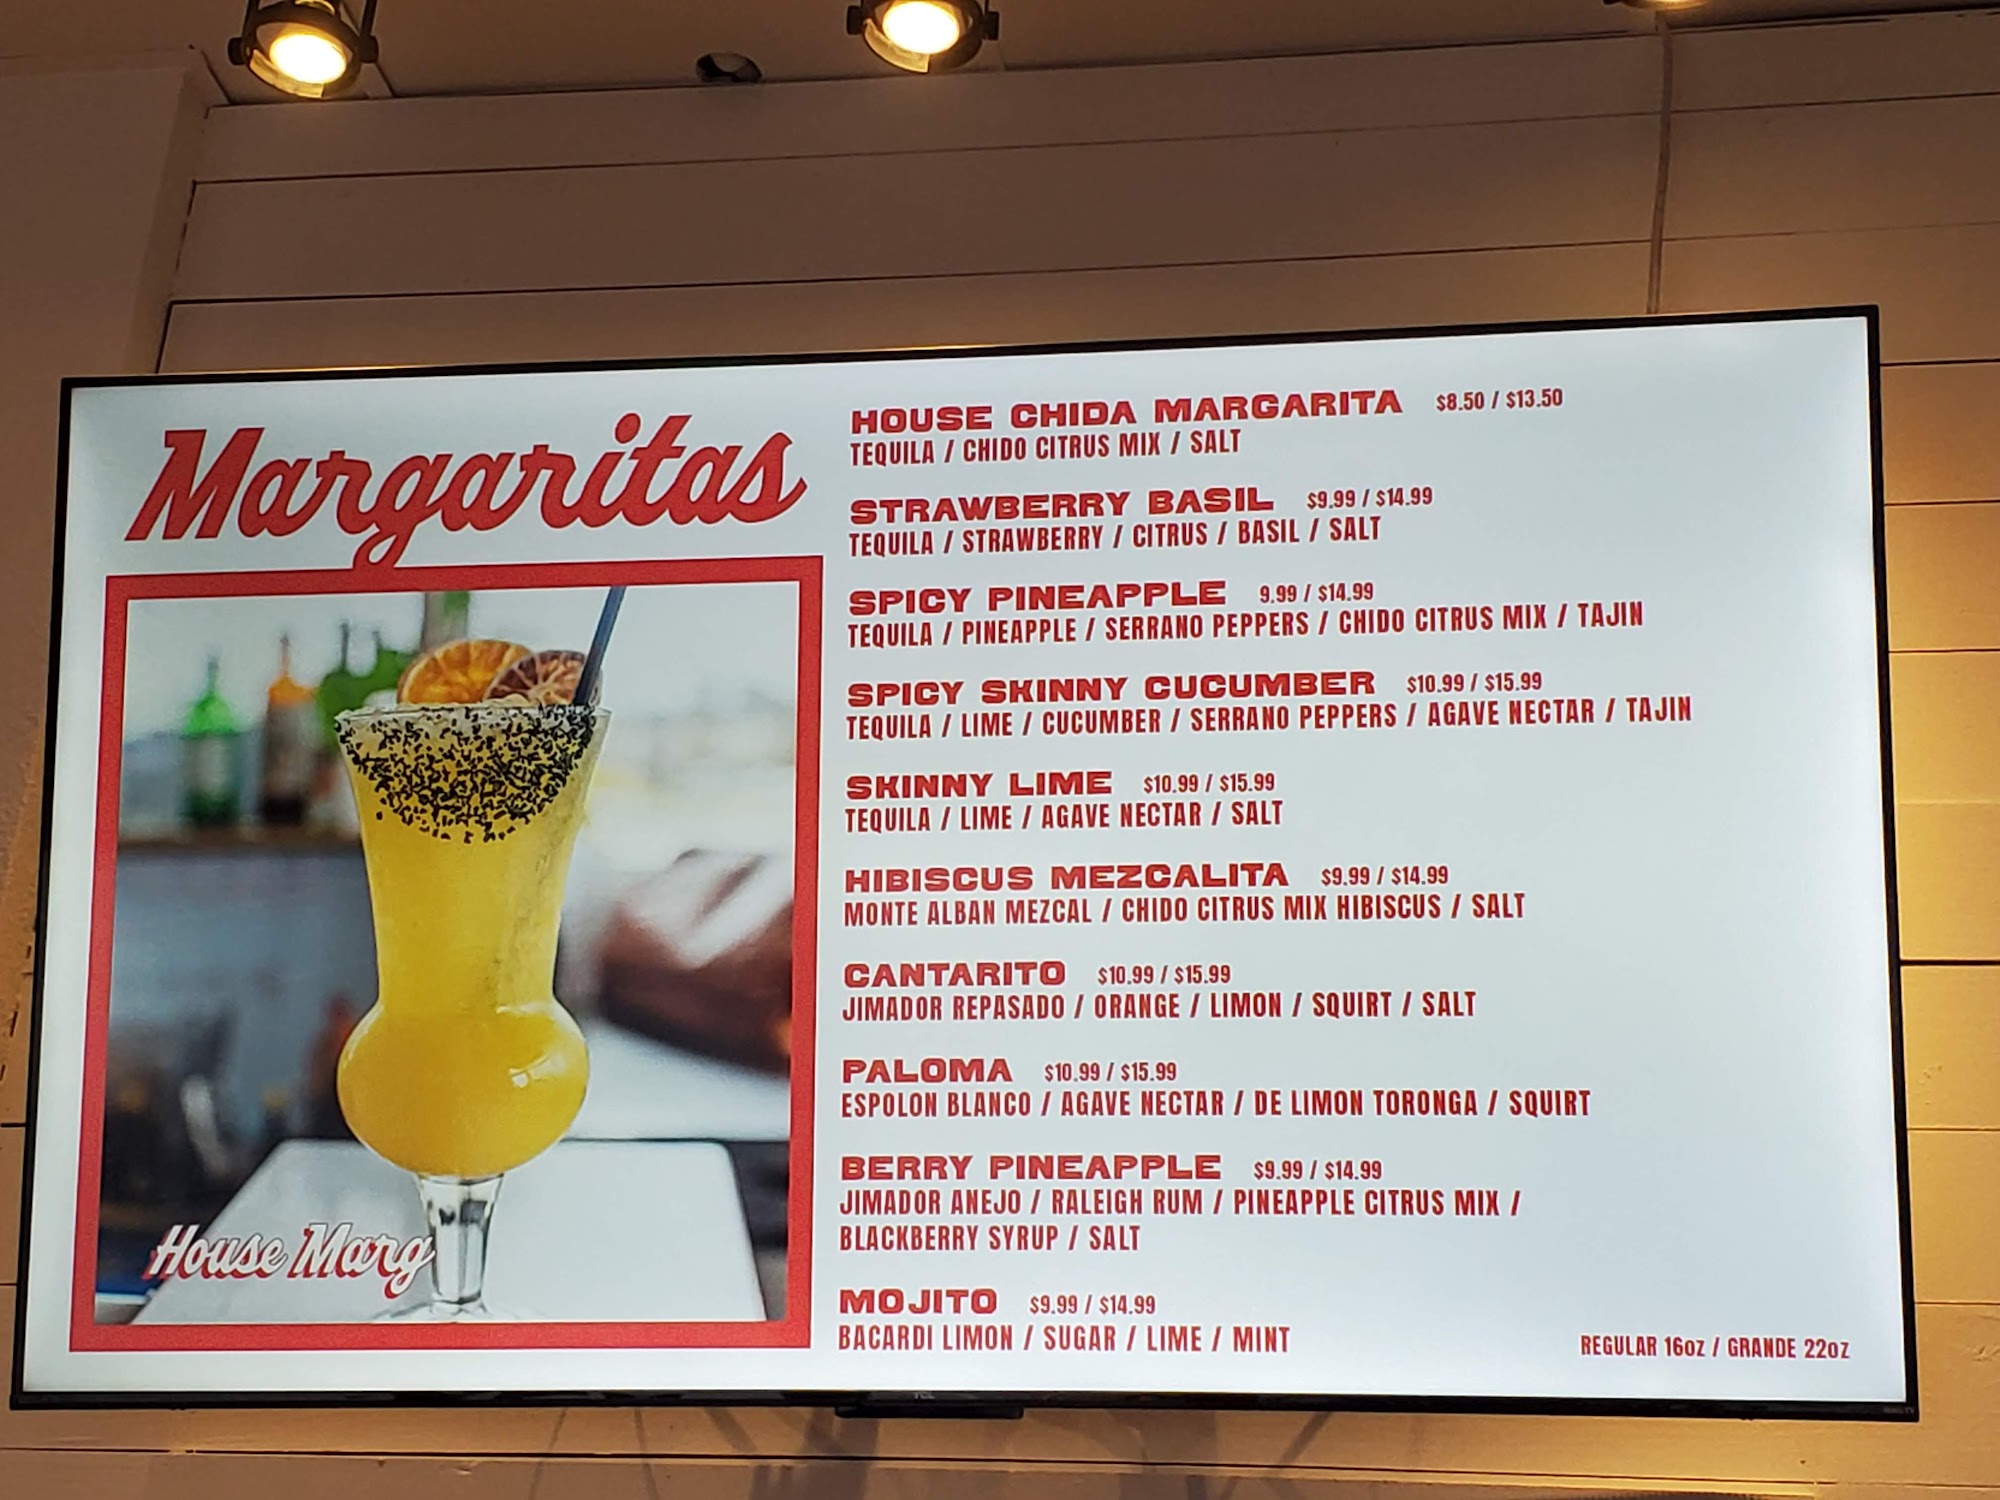 Margaritas
House Marg
HOUSE CHIDA MARGARITA $8.50 / $13.50
TEQUILA / CHIDO CITRUS MIX / SALT
STRAWBERRY BASIL $9.99 / $14.99
TEQUILA / STRAWBERRY / CITRUS / BASIL / SALT
SPICY PINEAPPLE 9.99 / $14.99
TEQUILA / PINEAPPLE / SERRANO PEPPERS / CHIDO CITRUS MIX / TAJIN
SPICY SKINNY CUCUMBER $10.99 / $15.99
TEQUILA / LIME / CUCUMBER / SERRANO PEPPERS / AGAVE NECTAR / TAJIN
SKINNY LIME $10.99 / $15.99
TEQUILA / LIME / AGAVE NECTAR / SALT
HIBISCUS MEZCALITA $9.99 / $14.99
MONTE ALBAN MEZCAL / CHIDO CITRUS MIX HIBISCUS / SALT
CANTARITO $10.99 / $15.99
JIMADOR REPASADO / ORANGE / LIMON / SQUIRT / SALT
PALOMA $10.99 / $15.99
ESPOLON BLANCO / AGAVE NECTAR / DE LIMON TORONGA / SQUIRT
BERRY PINEAPPLE $9.99 / $14.99
JIMADOR ANEJO / RALEIGH RUM / PINEAPPLE CITRUS MIX /
BLACKBERRY SYRUP / SALT
MOJITO $9.99 / $14.99
BACARDI LIMON / SUGAR / LIME / MINT
REGULAR 16oz / GRANDE 22oz
TCL